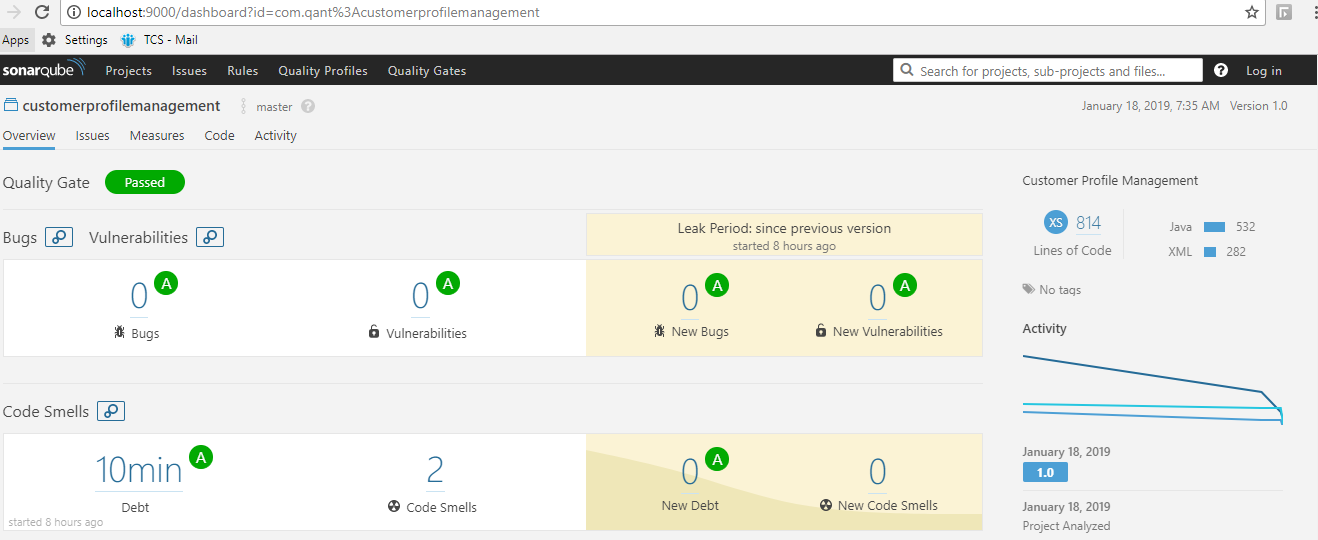 localhost:9000/dashboard?id=com.qant%3Acustomerprofilemanagement
Apps Settings TCS - Mail
sonarqube Projects Issues Rules Quality Profiles Quality Gates Search for projects, sub-projects and files... ? Log in
customerprofilemanagement master ? January 18, 2019, 7:35 AM Version 1.0
Overview Issues Measures Code Activity
Quality Gate Passed
Bugs Vulnerabilities
Leak Period: since previous version
started 8 hours ago
0 A 0 A 0 A 0 A
Bugs Vulnerabilities New Bugs New Vulnerabilities
Code Smells
10min A 2 0 A 0
Debt Code Smells New Debt New Code Smells
started 8 hours ago
Customer Profile Management
XS 814
Lines of Code
Java 532
XML 282
No tags
Activity
January 18, 2019
1.0
January 18, 2019
Project Analyzed